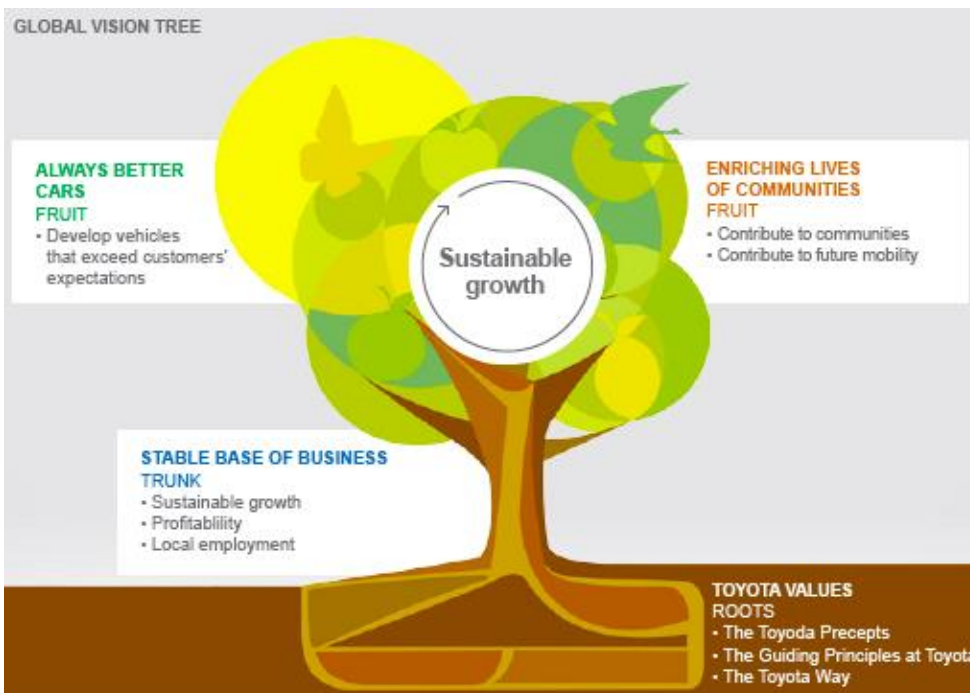 GLOBAL VISION TREE
ALWAYS BETTER
CARS
FRUIT
• Develop vehicles
that exceed customers'
expectations
Sustainable
growth
ENRICHING LIVES
OF COMMUNITIES
FRUIT
• Contribute to communities
• Contribute to future mobility
STABLE BASE OF BUSINESS
TRUNK
• Sustainable growth
• Profitablility
• Local employment
TOYOTA VALUES
ROOTS
• The Toyoda Precepts
• The Guiding Principles at Toyota
• The Toyota Way